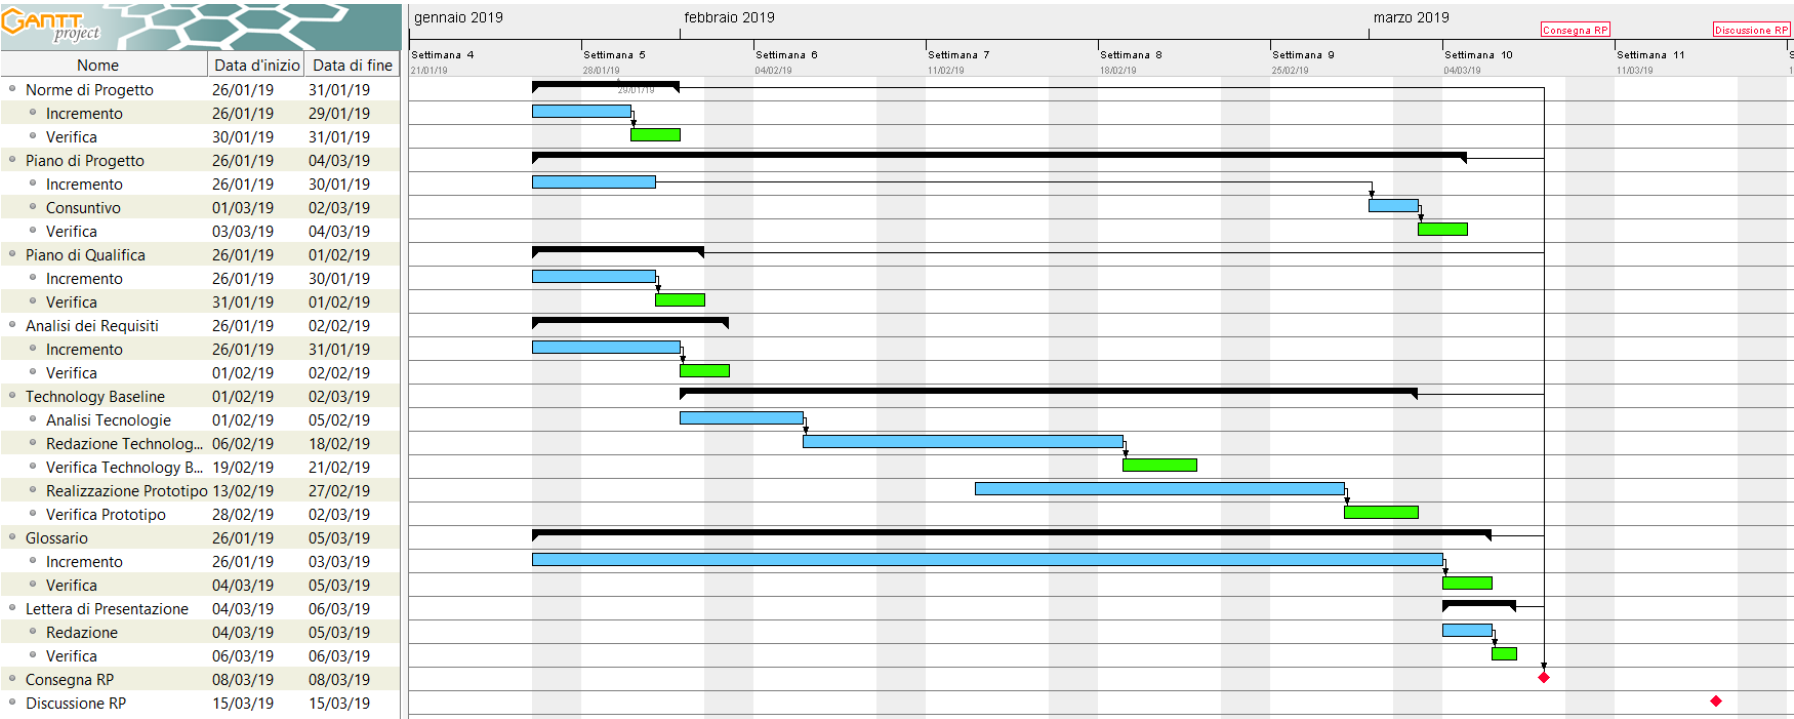 GANTT project
gennaio 2019 febbraio 2019 marzo 2019
Consegna RP Discussione RP
Settimana 4 Settimana 5 Settimana 6 Settimana 7 Settimana 8 Settimana 9 Settimana 10 Settimana 11 S
Nome Data d'inizio Data di fine 21/01/19 28/01/19 04/02/19 11/02/19 18/02/19 25/02/19 04/03/19 11/03/19 1
Norme di Progetto 26/01/19 31/01/19 29/01/19
Incremento 26/01/19 29/01/19
Verifica 30/01/19 31/01/19
Piano di Progetto 26/01/19 04/03/19
Incremento 26/01/19 30/01/19
Consuntivo 01/03/19 02/03/19
Verifica 03/03/19 04/03/19
Piano di Qualifica 26/01/19 01/02/19
Incremento 26/01/19 30/01/19
Verifica 31/01/19 01/02/19
Analisi dei Requisiti 26/01/19 02/02/19
Incremento 26/01/19 31/01/19
Verifica 01/02/19 02/02/19
Technology Baseline 01/02/19 02/03/19
Analisi Tecnologie 01/02/19 05/02/19
Redazione Technolog... 06/02/19 18/02/19
Verifica Technology B... 19/02/19 21/02/19
Realizzazione Prototipo 13/02/19 27/02/19
Verifica Prototipo 28/02/19 02/03/19
Glossario 26/01/19 05/03/19
Incremento 26/01/19 03/03/19
Verifica 04/03/19 05/03/19
Lettera di Presentazione 04/03/19 06/03/19
Redazione 04/03/19 05/03/19
Verifica 06/03/19 06/03/19
Consegna RP 08/03/19 08/03/19
Discussione RP 15/03/19 15/03/19